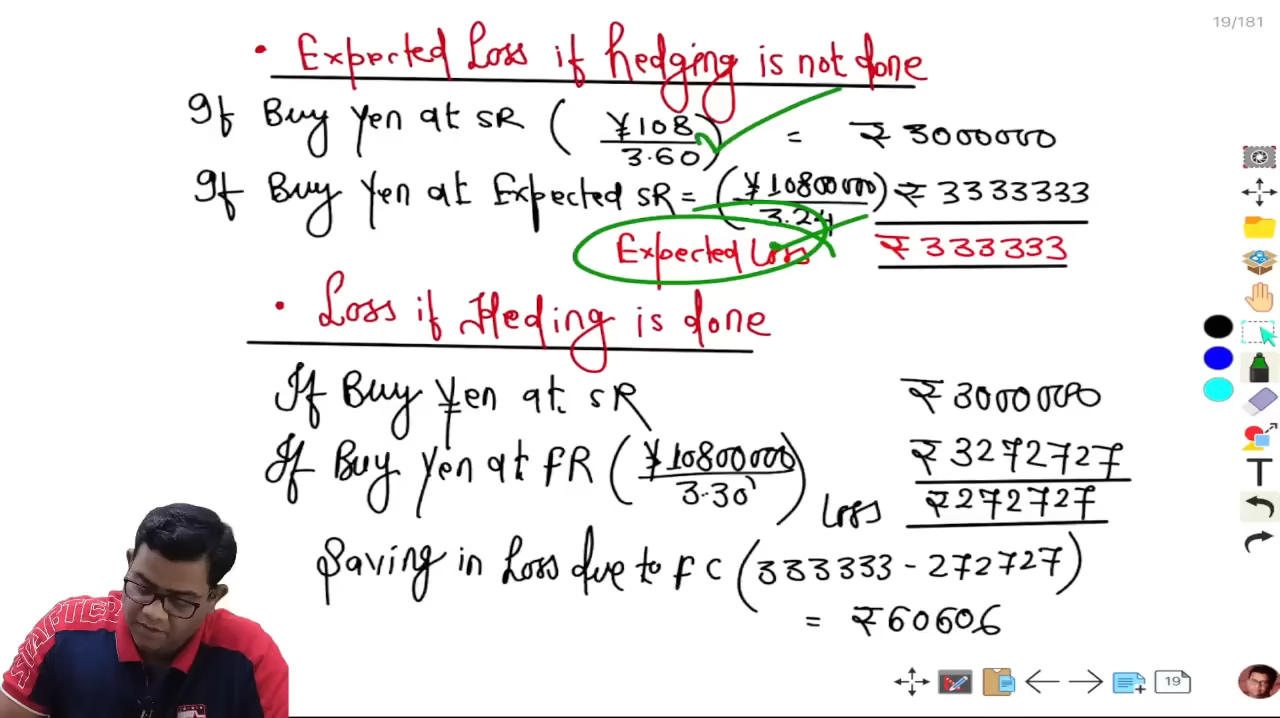 19/181
• Expected Loss if hedging is not done
If Buy Yen at SR ( ¥108 / 3.60 ) = ₹ 3000000
If Buy Yen at Expected SR = ( ¥10800000 / 3.24 ) ₹ 3333333
Expected Loss ₹ 333333
• Loss if Heding is done
If Buy Yen at SR ₹ 3000000
If Buy Yen at FR ( ¥10800000 / 3.30 ) ₹ 3272727
Loss ₹ 272727
Saving in Loss due to FC ( 333333 - 272727 )
= ₹ 60606
STARTER
T
19